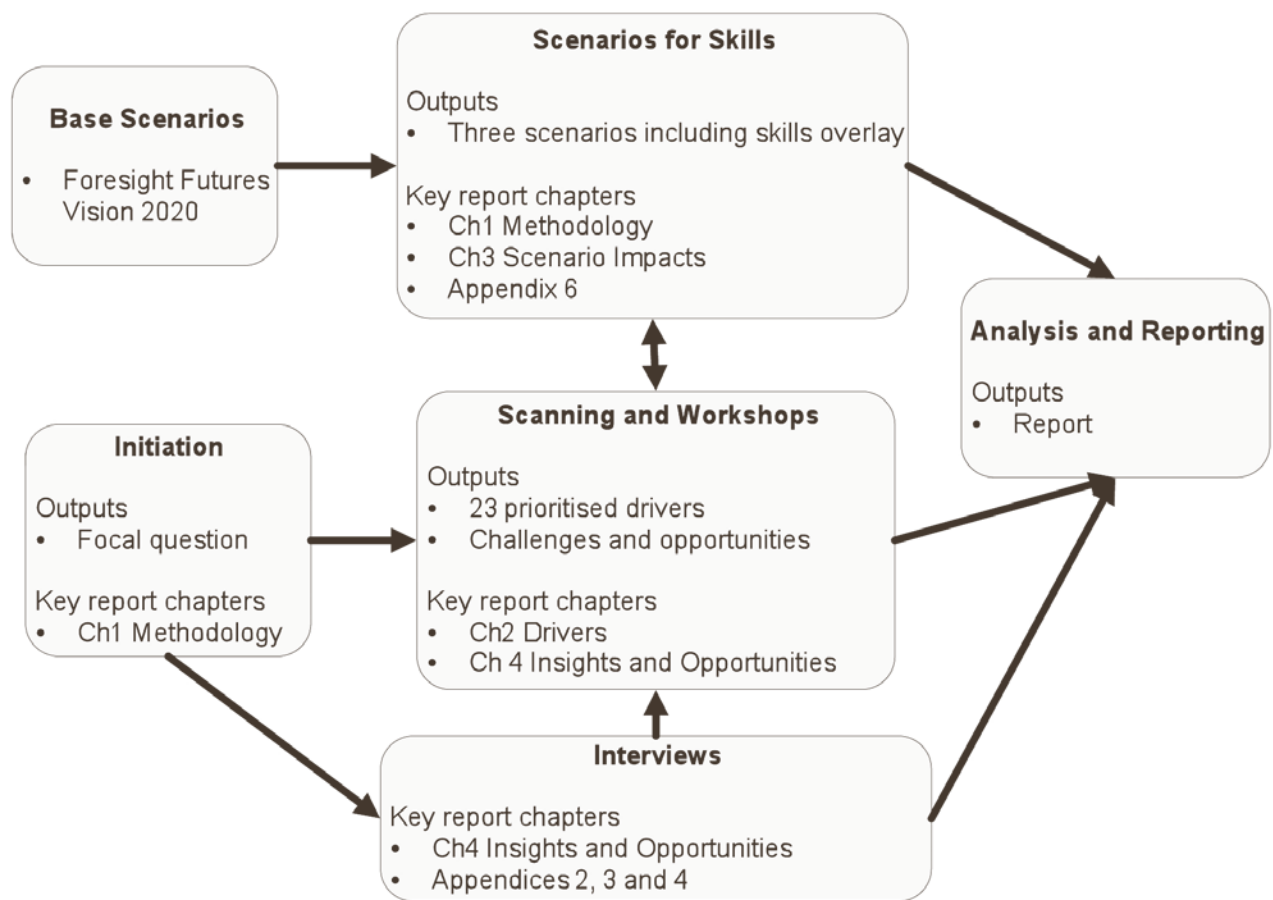 Base Scenarios
• Foresight Futures
Vision 2020
Scenarios for Skills
Outputs
• Three scenarios including skills overlay
Key report chapters
• Ch1 Methodology
• Ch3 Scenario Impacts
• Appendix 6
Analysis and Reporting
Outputs
• Report
Initiation
Outputs
• Focal question
Key report chapters
• Ch1 Methodology
Scanning and Workshops
Outputs
• 23 prioritised drivers
• Challenges and opportunities
Key report chapters
• Ch2 Drivers
• Ch 4 Insights and Opportunities
Interviews
Key report chapters
• Ch4 Insights and Opportunities
• Appendices 2, 3 and 4